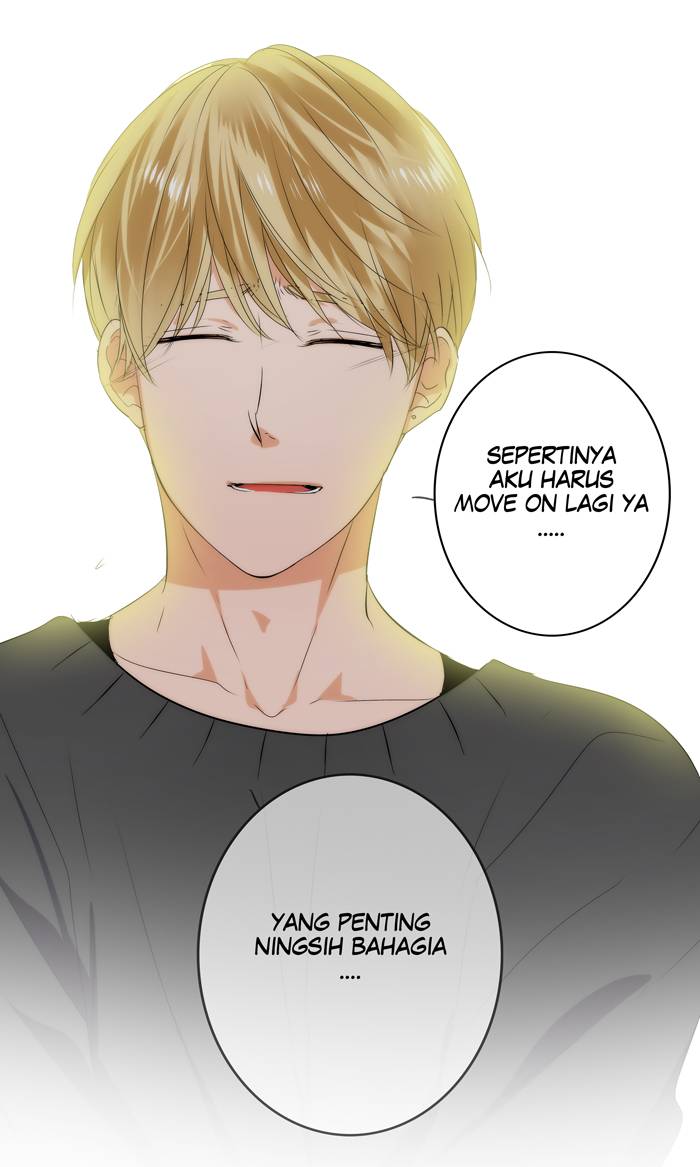 SEPERTINYA
AKU HARUS
MOVE ON LAGI YA
.....
YANG PENTING
NINGSIH BAHAGIA
....